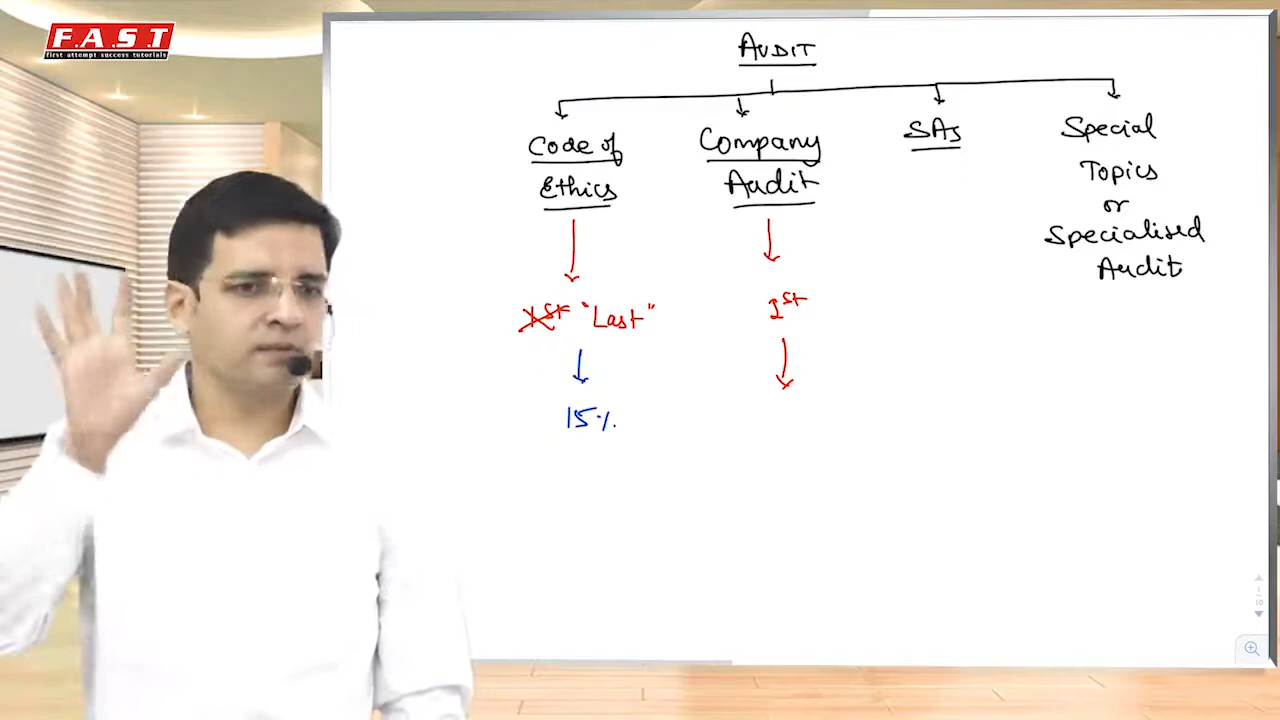 F.A.S.T
first attempt success tutorials
AUDIT
Code of
Ethics
Company
Audit
SAs
Special
Topics
or
Specialised
Audit
1st "Last"
1st
15%